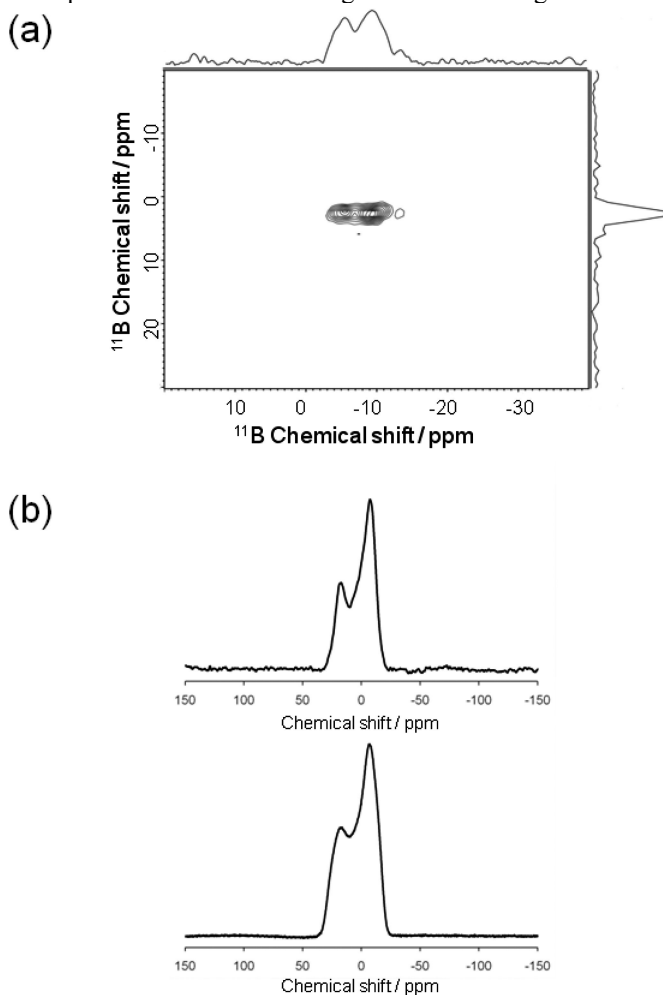 (a)
-10
0
10
20
¹¹B Chemical shift / ppm
10 0 -10 -20 -30
¹¹B Chemical shift / ppm
(b)
150 100 50 0 -50 -100 -150
Chemical shift / ppm
150 100 50 0 -50 -100 -150
Chemical shift / ppm